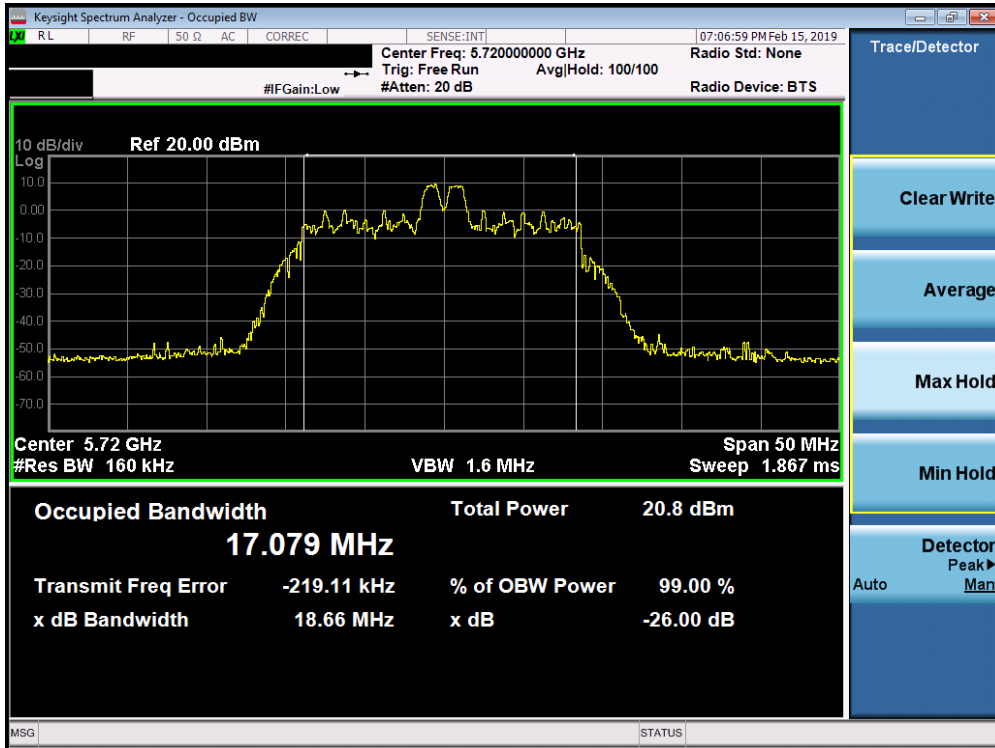 Keysight Spectrum Analyzer - Occupied BW
LXI RL RF 50 Ω AC CORREC SENSE:INT 07:06:59 PM Feb 15, 2019
Center Freq: 5.720000000 GHz Radio Std: None
Trig: Free Run Avg|Hold: 100/100
#IFGain:Low #Atten: 20 dB Radio Device: BTS
10 dB/div Ref 20.00 dBm
Log
10.0
0.00
-10.0
-20.0
-30.0
-40.0
-50.0
-60.0
-70.0
Center 5.72 GHz Span 50 MHz
#Res BW 160 kHz VBW 1.6 MHz Sweep 1.867 ms
Occupied Bandwidth Total Power 20.8 dBm
17.079 MHz
Transmit Freq Error -219.11 kHz % of OBW Power 99.00 %
x dB Bandwidth 18.66 MHz x dB -26.00 dB
MSG STATUS
Trace/Detector
Clear Write
Average
Max Hold
Min Hold
Detector
Peak▶
Auto Man